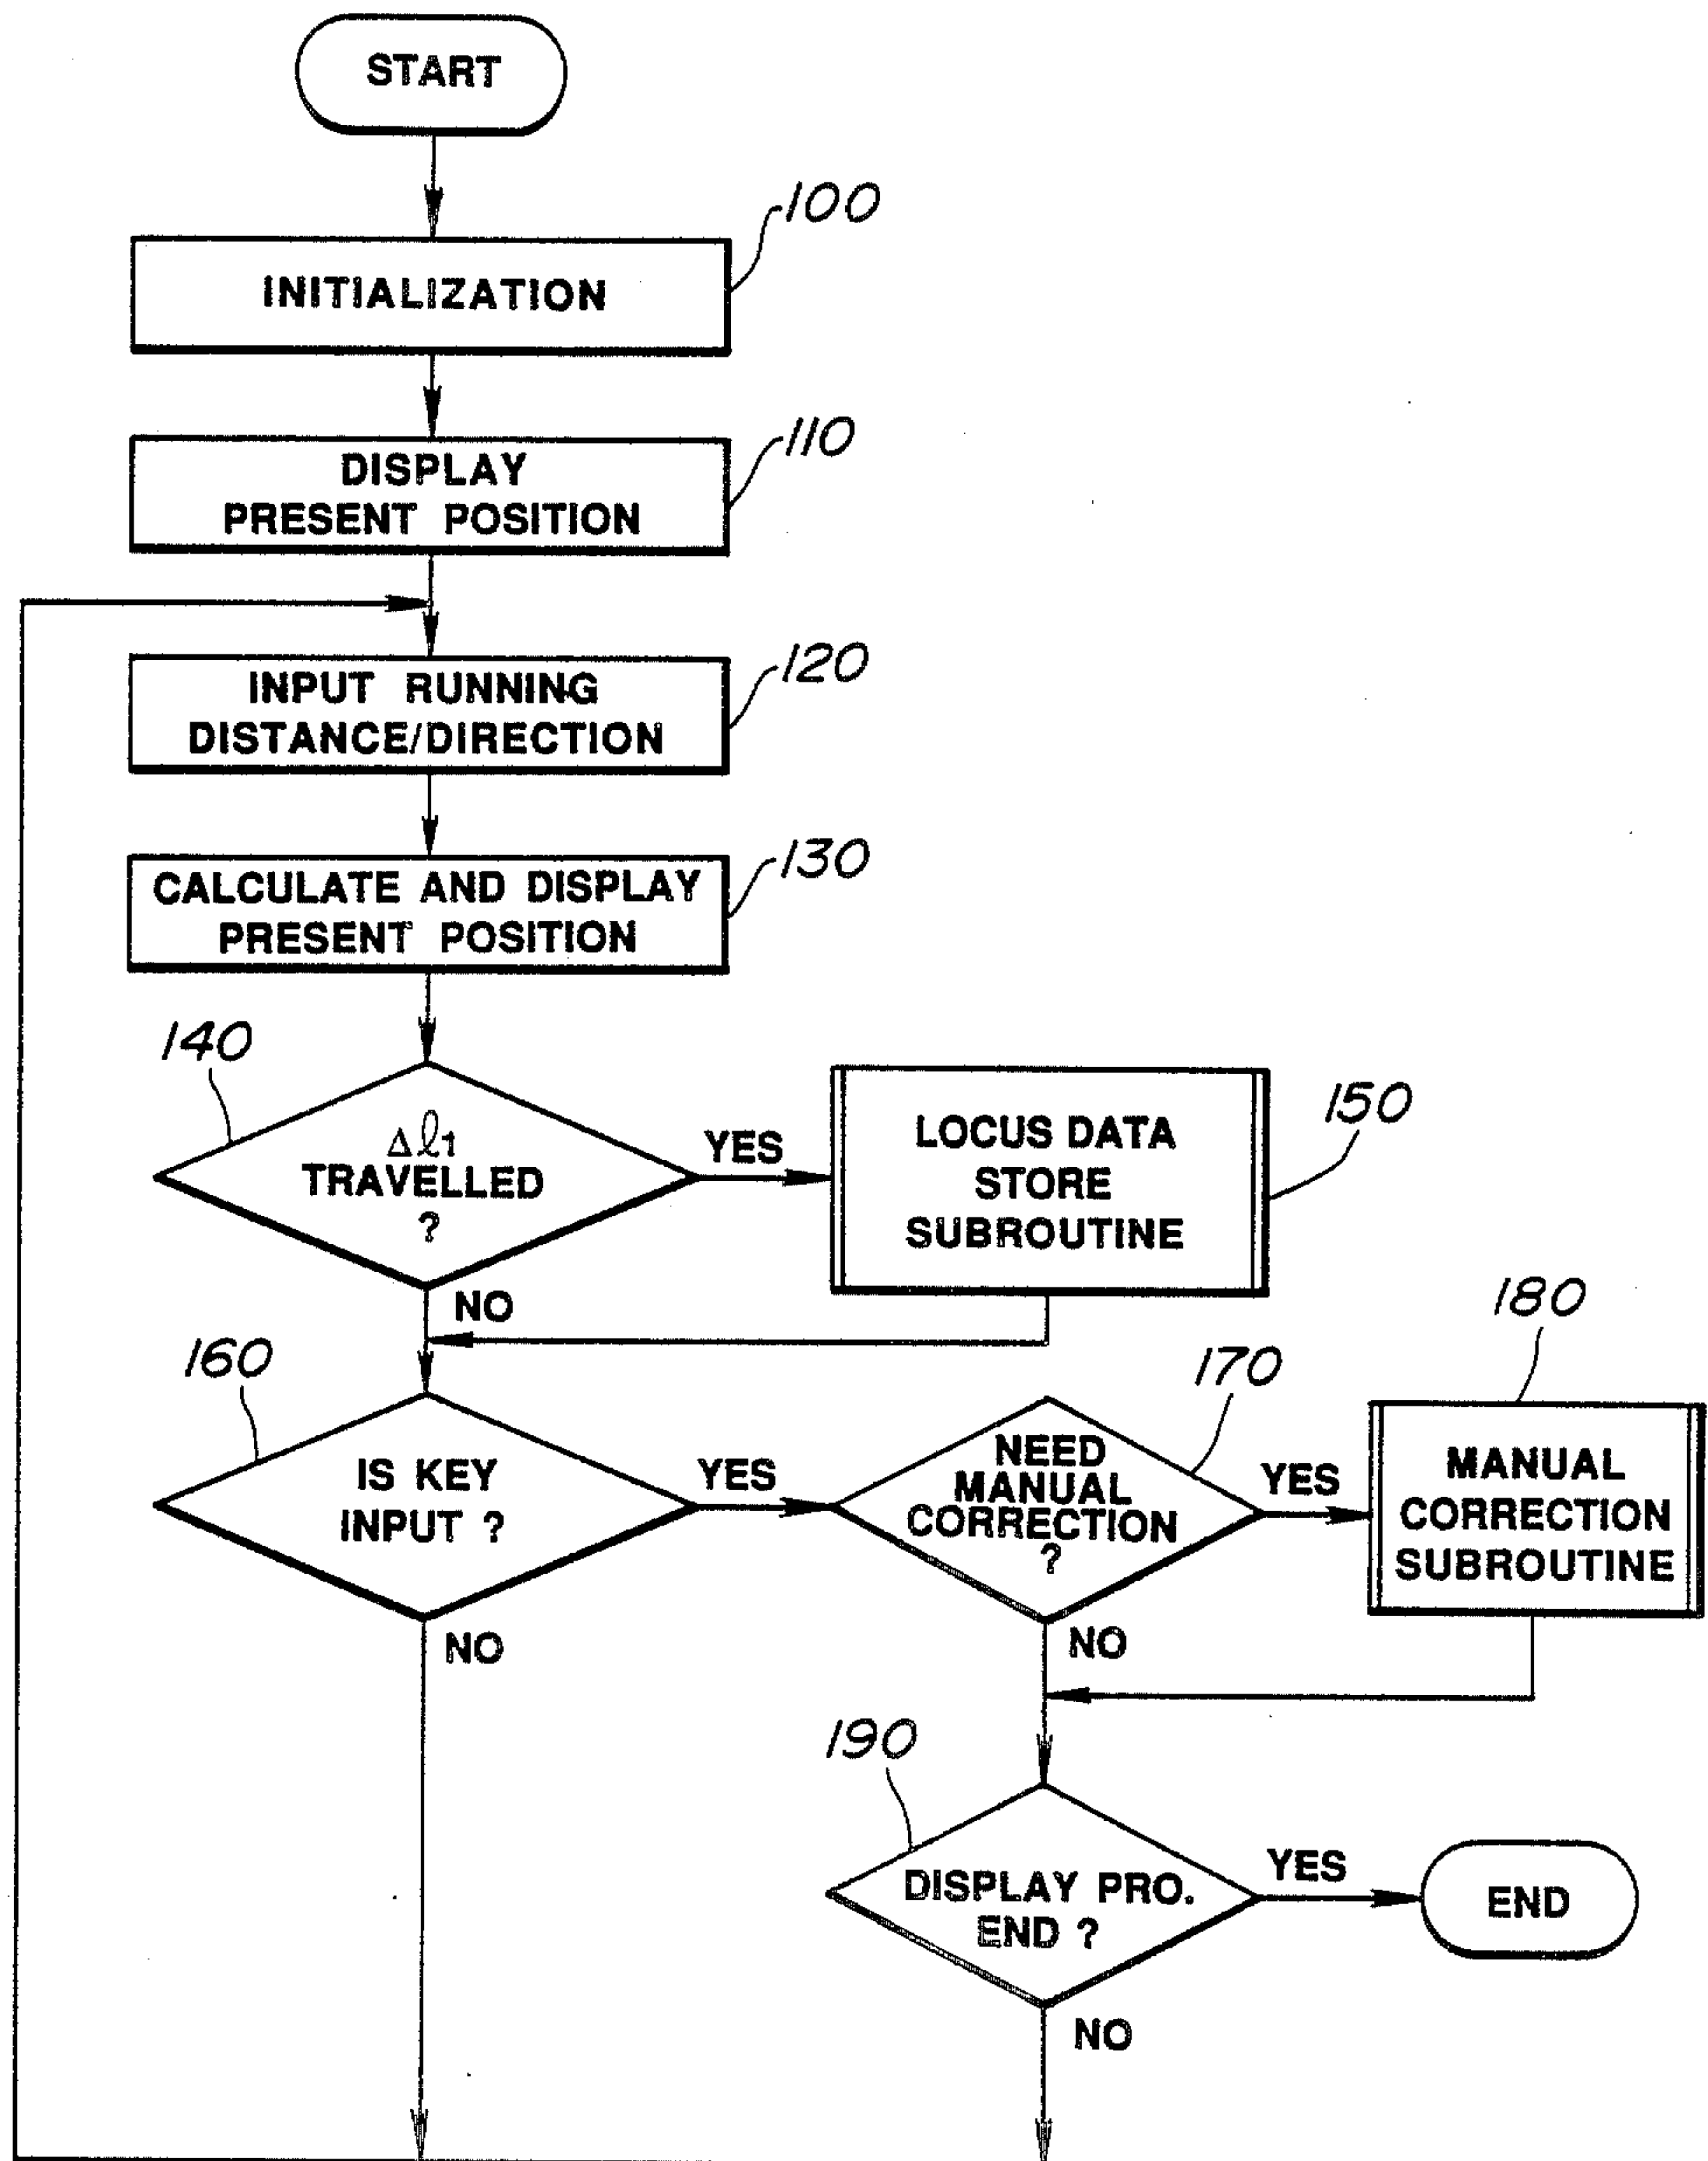 START
100
INITIALIZATION
110
DISPLAY
PRESENT POSITION
120
INPUT RUNNING
DISTANCE/DIRECTION
130
CALCULATE AND DISPLAY
PRESENT POSITION
140
Δℓ1
TRAVELLED
?
YES
150
LOCUS DATA
STORE
SUBROUTINE
NO
160
IS KEY
INPUT ?
YES
170
NEED
MANUAL
CORRECTION
?
YES
180
MANUAL
CORRECTION
SUBROUTINE
NO
NO
190
DISPLAY PRO.
END ?
YES
END
NO